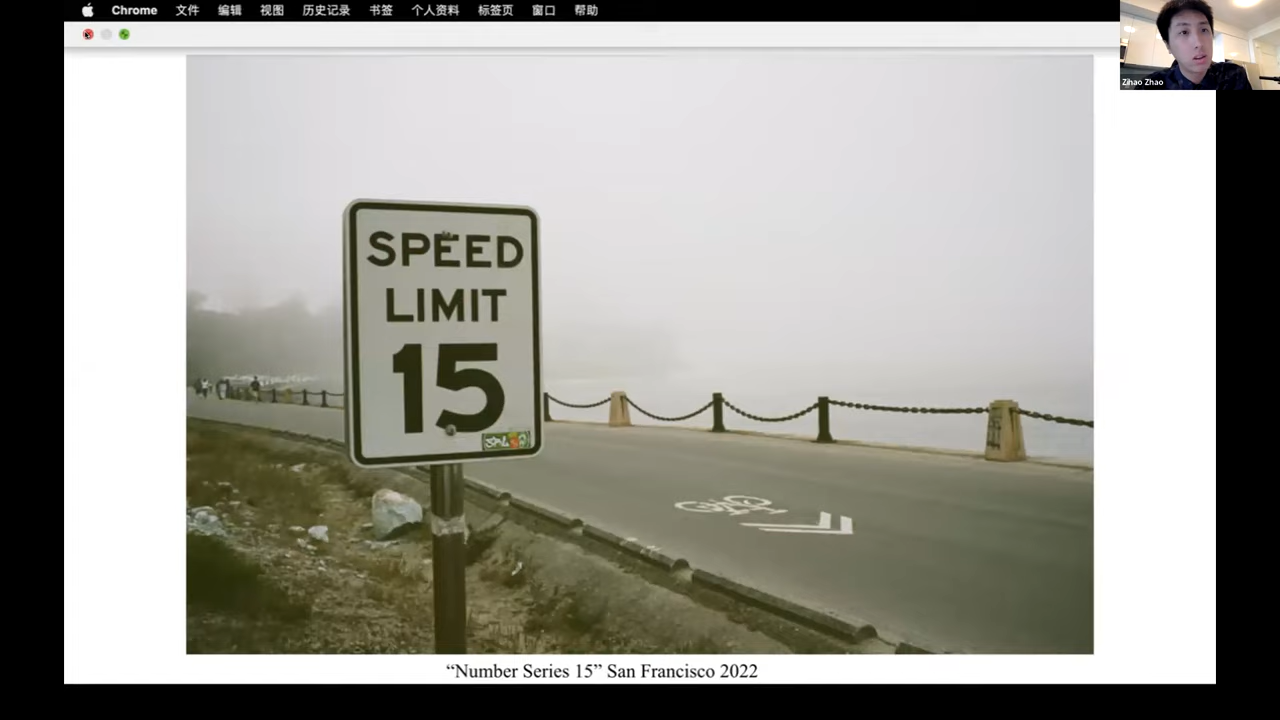 Chrome 文件 编辑 视图 历史记录 书签 个人资料 标签页 窗口 帮助
Zihao Zhao
SPEED
LIMIT
15
“Number Series 15” San Francisco 2022